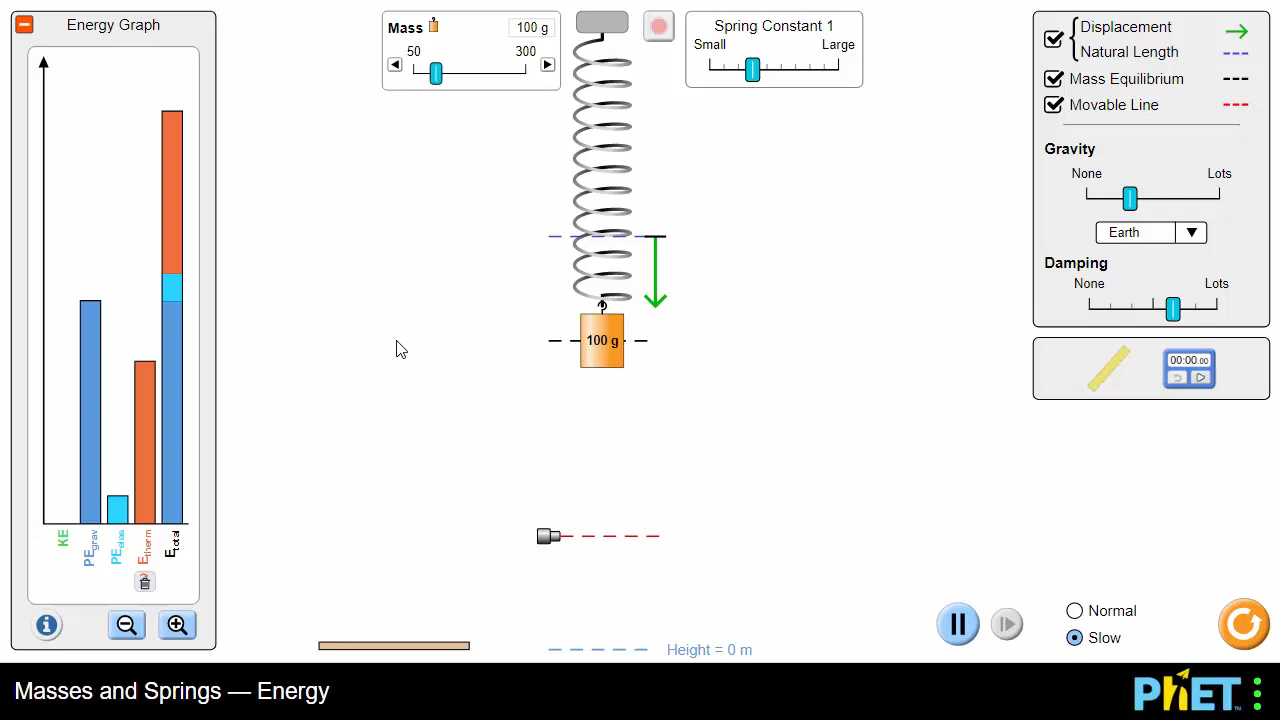 Energy Graph
KE
PEgrav
PEelas
Etherm
Etotal
Mass
100 g
50
300
Spring Constant 1
Small
Large
100 g
Height = 0 m
Displacement
Natural Length
Mass Equilibrium
Movable Line
Gravity
None
Lots
Earth
Damping
None
Lots
00:00.00
Normal
Slow
Masses and Springs — Energy
PhET